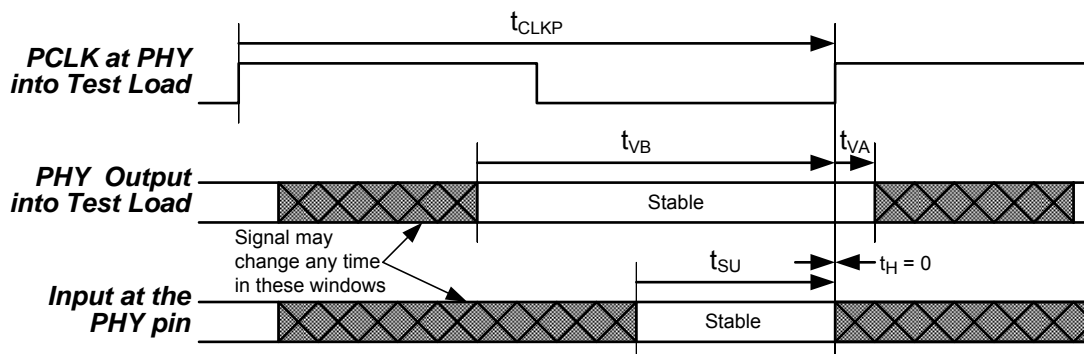 tCLKP
PCLK at PHY
into Test Load
tVB
tVA
PHY Output
into Test Load
Stable
Signal may
change any time
in these windows
tSU
tH = 0
Input at the
PHY pin
Stable